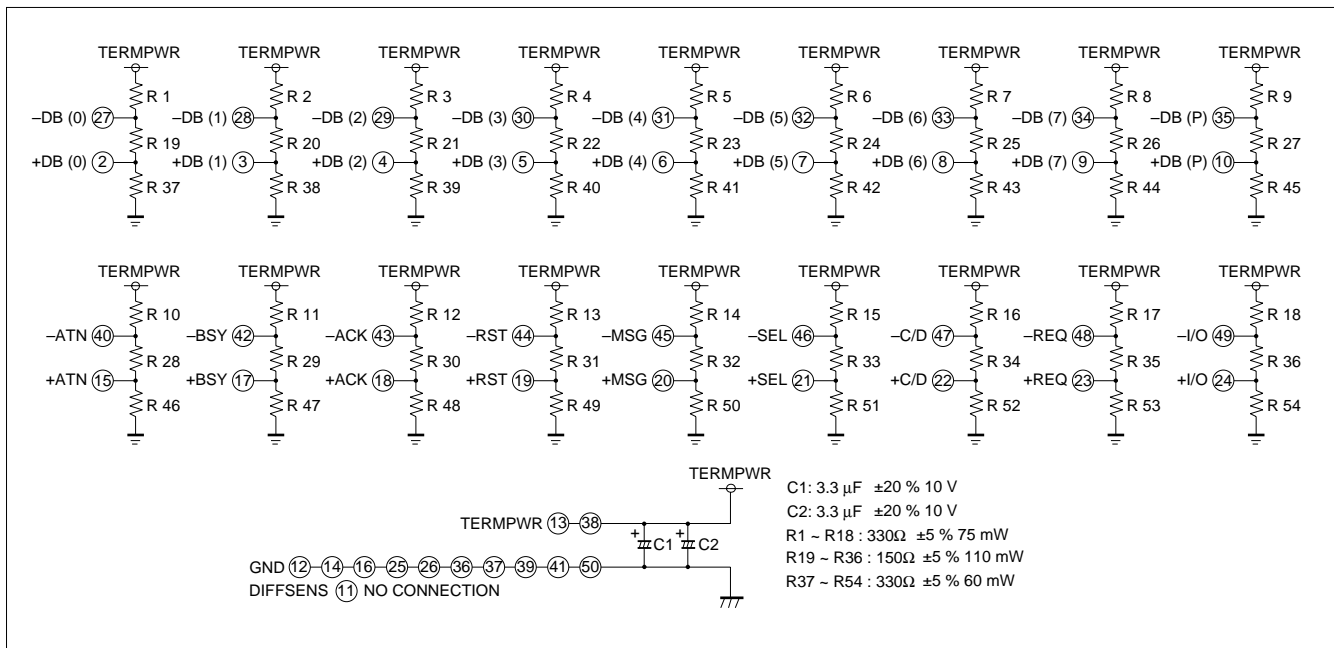 TERMPWR TERMPWR TERMPWR TERMPWR TERMPWR TERMPWR TERMPWR TERMPWR TERMPWR
R 1 R 2 R 3 R 4 R 5 R 6 R 7 R 8 R 9
–DB (0) 27 –DB (1) 28 –DB (2) 29 –DB (3) 30 –DB (4) 31 –DB (5) 32 –DB (6) 33 –DB (7) 34 –DB (P) 35
R 19 R 20 R 21 R 22 R 23 R 24 R 25 R 26 R 27
+DB (0) 2 +DB (1) 3 +DB (2) 4 +DB (3) 5 +DB (4) 6 +DB (5) 7 +DB (6) 8 +DB (7) 9 +DB (P) 10
R 37 R 38 R 39 R 40 R 41 R 42 R 43 R 44 R 45
TERMPWR TERMPWR TERMPWR TERMPWR TERMPWR TERMPWR TERMPWR TERMPWR TERMPWR
R 10 R 11 R 12 R 13 R 14 R 15 R 16 R 17 R 18
–ATN 40 –BSY 42 –ACK 43 –RST 44 –MSG 45 –SEL 46 –C/D 47 –REQ 48 –I/O 49
R 28 R 29 R 30 R 31 R 32 R 33 R 34 R 35 R 36
+ATN 15 +BSY 17 +ACK 18 +RST 19 +MSG 20 +SEL 21 +C/D 22 +REQ 23 +I/O 24
R 46 R 47 R 48 R 49 R 50 R 51 R 52 R 53 R 54
TERMPWR
TERMPWR 13 38
+ C1 + C2
GND 12 14 16 25 26 36 37 39 41 50
DIFFSENS 11 NO CONNECTION
C1: 3.3 µF ±20 % 10 V
C2: 3.3 µF ±20 % 10 V
R1 ~ R18 : 330Ω ±5 % 75 mW
R19 ~ R36 : 150Ω ±5 % 110 mW
R37 ~ R54 : 330Ω ±5 % 60 mW